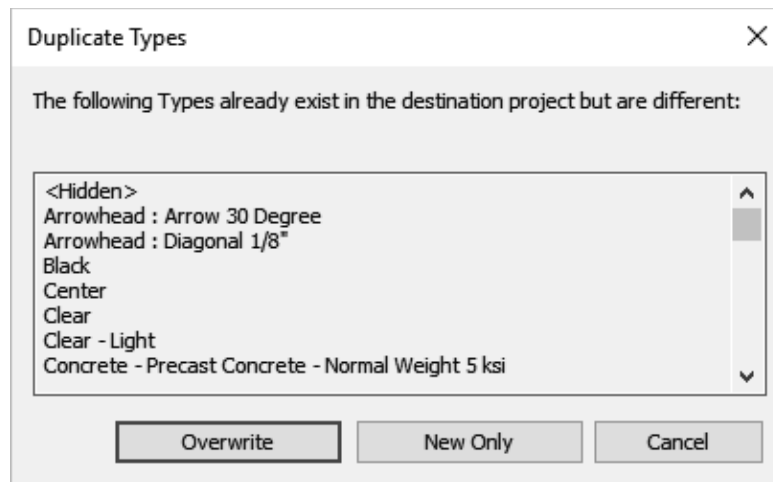 Duplicate Types
The following Types already exist in the destination project but are different:
<Hidden>
Arrowhead : Arrow 30 Degree
Arrowhead : Diagonal 1/8"
Black
Center
Clear
Clear - Light
Concrete - Precast Concrete - Normal Weight 5 ksi
Overwrite New Only Cancel